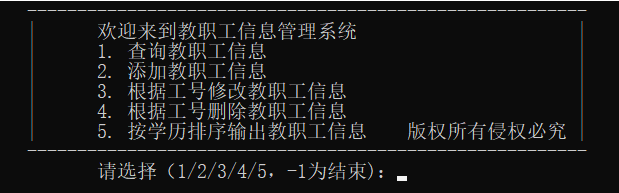 欢迎来到教职工信息管理系统
1. 查询教职工信息
2. 添加教职工信息
3. 根据工号修改教职工信息
4. 根据工号删除教职工信息
5. 按学历排序输出教职工信息    版权所有侵权必究
请选择（1/2/3/4/5，-1为结束）：